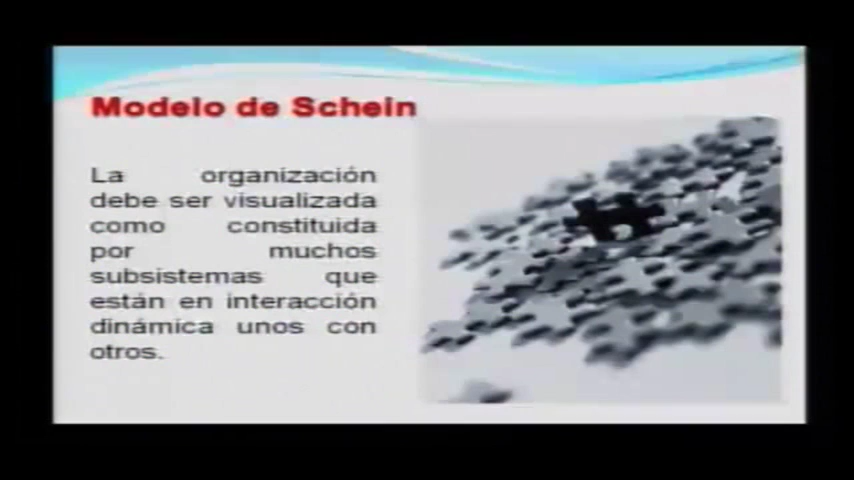 Modelo de Schein
La organización
debe ser visualizada
como constituida
por muchos
subsistemas que
están en interacción
dinámica unos con
otros.